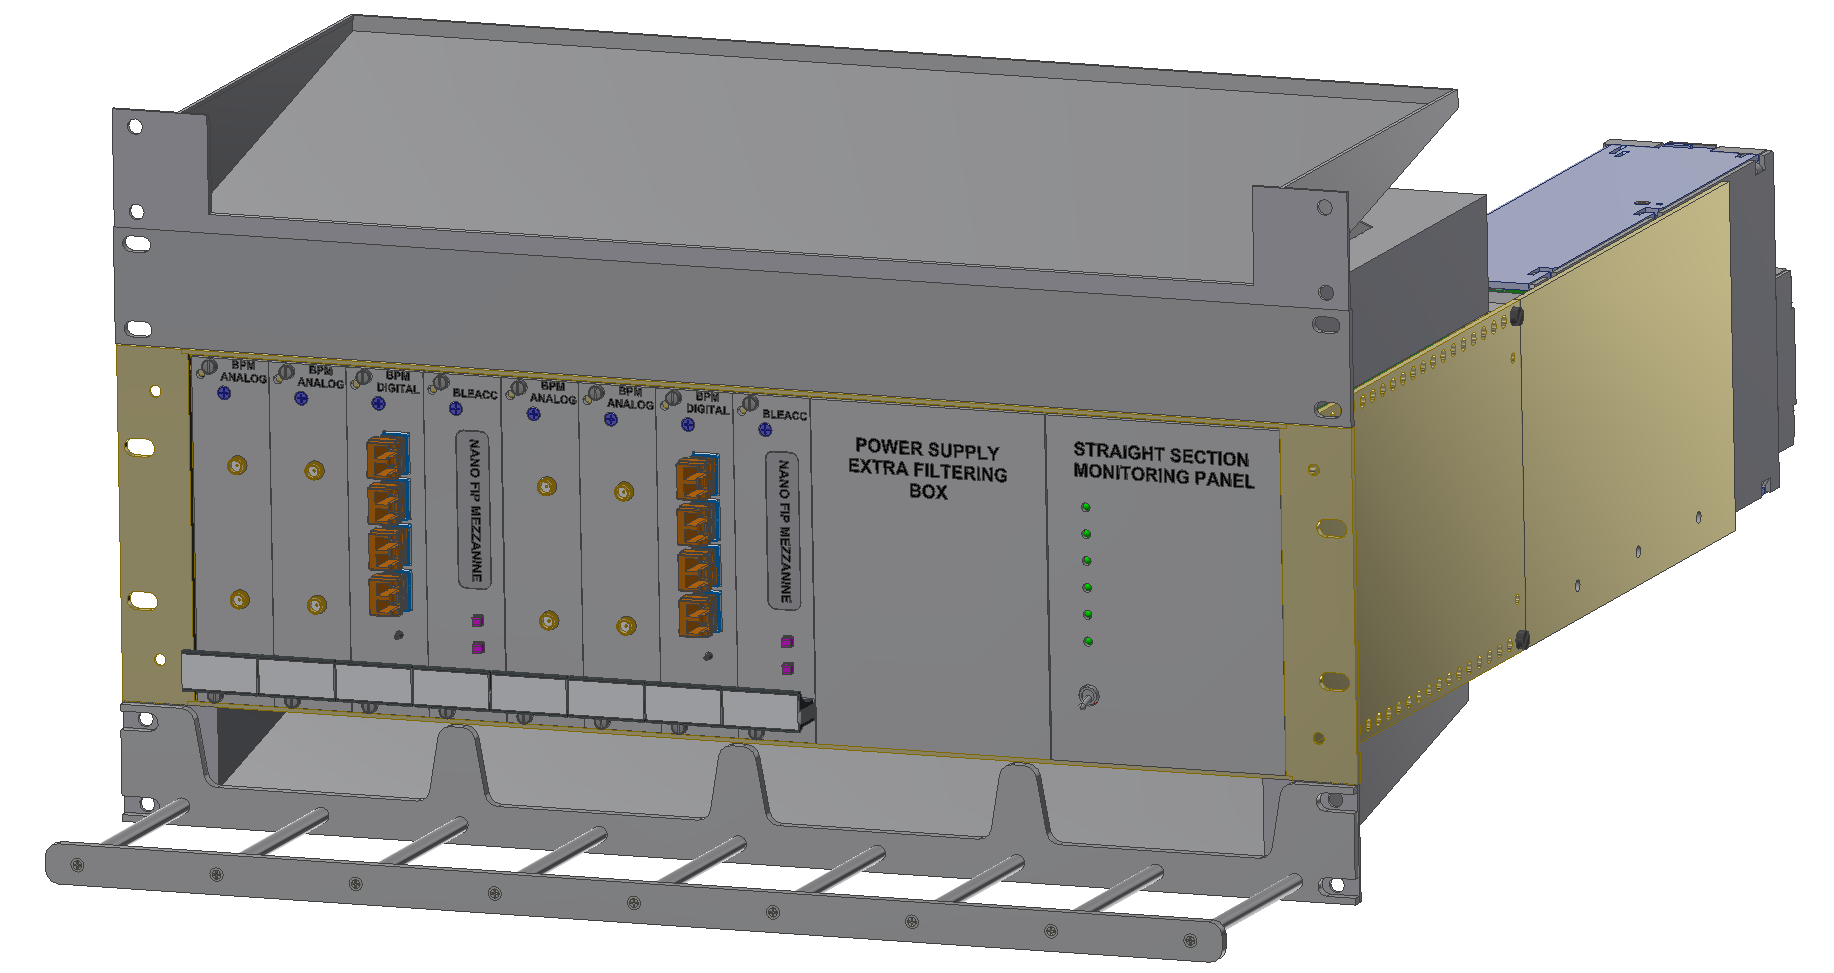 BPM
ANALOG
BPM
ANALOG
BPM
DIGITAL
BLEACC
NANO FIP MEZZANINE
BPM
ANALOG
BPM
ANALOG
BPM
DIGITAL
BLEACC
NANO FIP MEZZANINE
POWER SUPPLY
EXTRA FILTERING
BOX
STRAIGHT SECTION
MONITORING PANEL